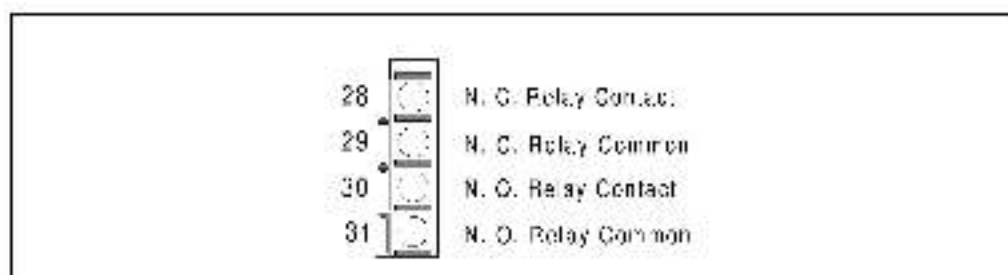 28 N. C. Relay Contact
29 N. C. Relay Common
30 N. O. Relay Contact
31 N. O. Relay Common